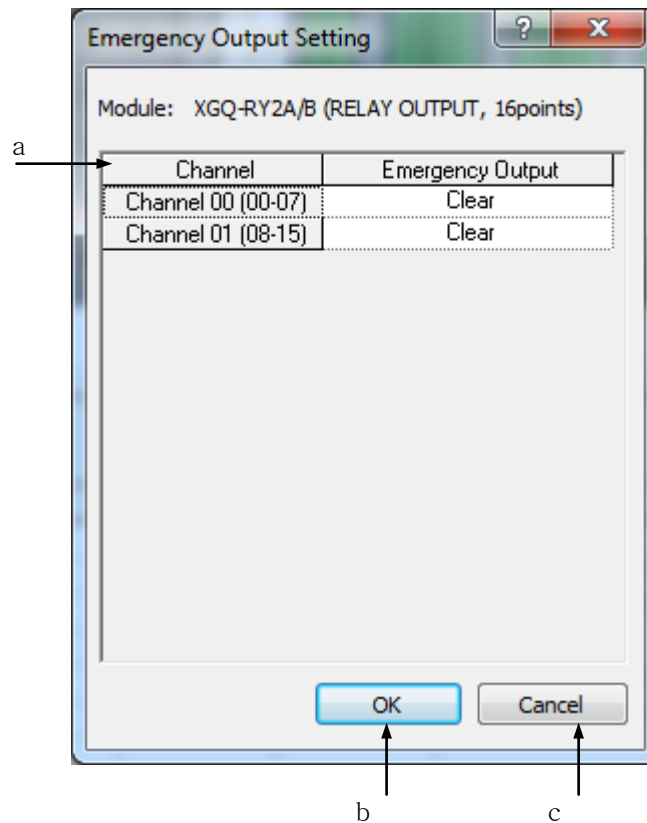 Emergency Output Setting
Module: XGQ-RY2A/B (RELAY OUTPUT, 16points)
a
Channel Emergency Output
Channel 00 (00-07) Clear
Channel 01 (08-15) Clear
OK Cancel
b c